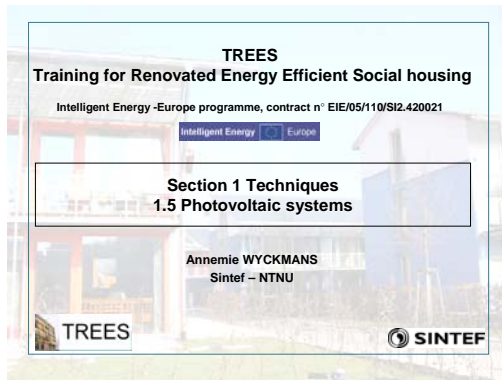 TREES
Training for Renovated Energy Efficient Social housing
Intelligent Energy -Europe programme, contract n° EIE/05/110/SI2.420021
Intelligent Energy Europe
Section 1 Techniques
1.5 Photovoltaic systems
Annemie WYCKMANS
Sintef – NTNU
TREES
SINTEF